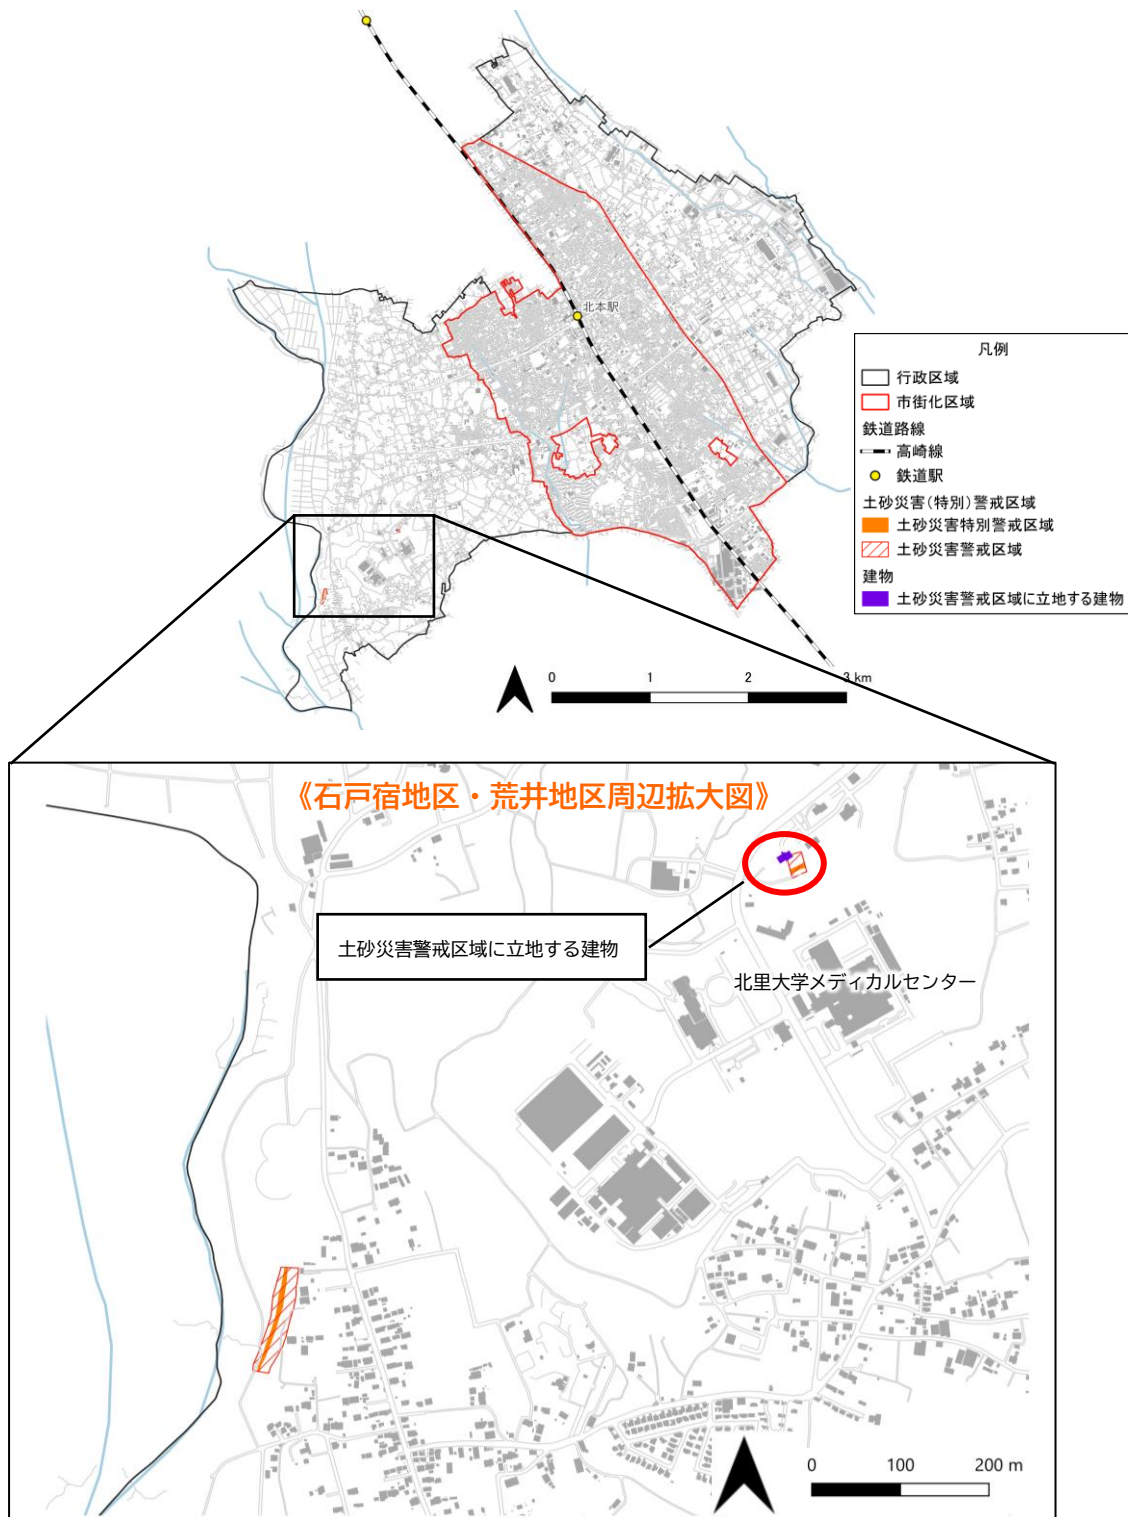 北本駅
凡例
行政区域
市街化区域
鉄道路線
高崎線
鉄道駅
土砂災害(特別)警戒区域
土砂災害特別警戒区域
土砂災害警戒区域
建物
土砂災害警戒区域に立地する建物
0 1 2 3 km
《石戸宿地区・荒井地区周辺拡大図》
土砂災害警戒区域に立地する建物
北里大学メディカルセンター
0 100 200 m